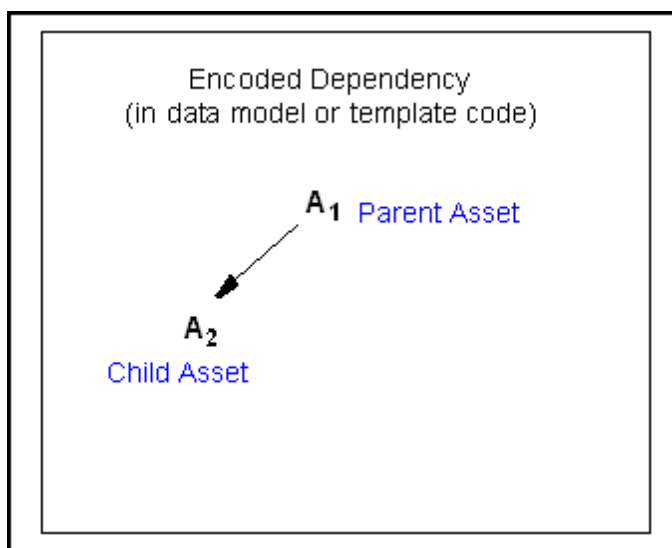 Encoded Dependency
(in data model or template code)
A₁ Parent Asset
A₂
Child Asset